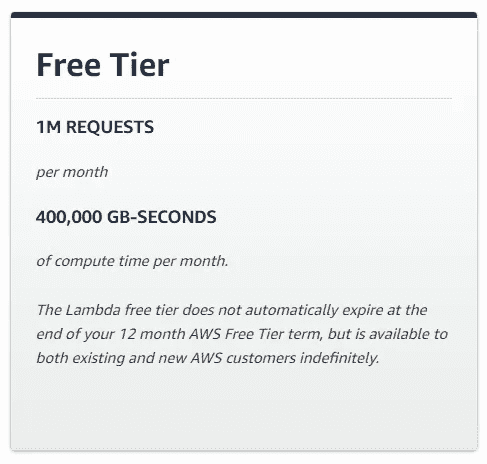 Free Tier
1M REQUESTS
per month
400,000 GB-SECONDS
of compute time per month.
The Lambda free tier does not automatically expire at the
end of your 12 month AWS Free Tier term, but is available to
both existing and new AWS customers indefinitely.